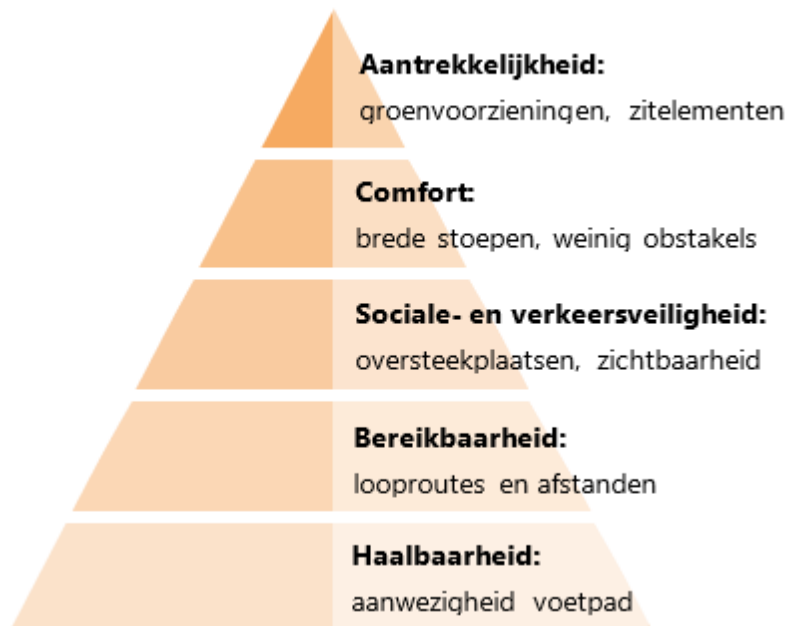 Aantrekkelijkheid:
groenvoorzieningen, zitelementen
Comfort:
brede stoepen, weinig obstakels
Sociale- en verkeersveiligheid:
oversteekplaatsen, zichtbaarheid
Bereikbaarheid:
looproutes en afstanden
Haalbaarheid:
aanwezigheid voetpad